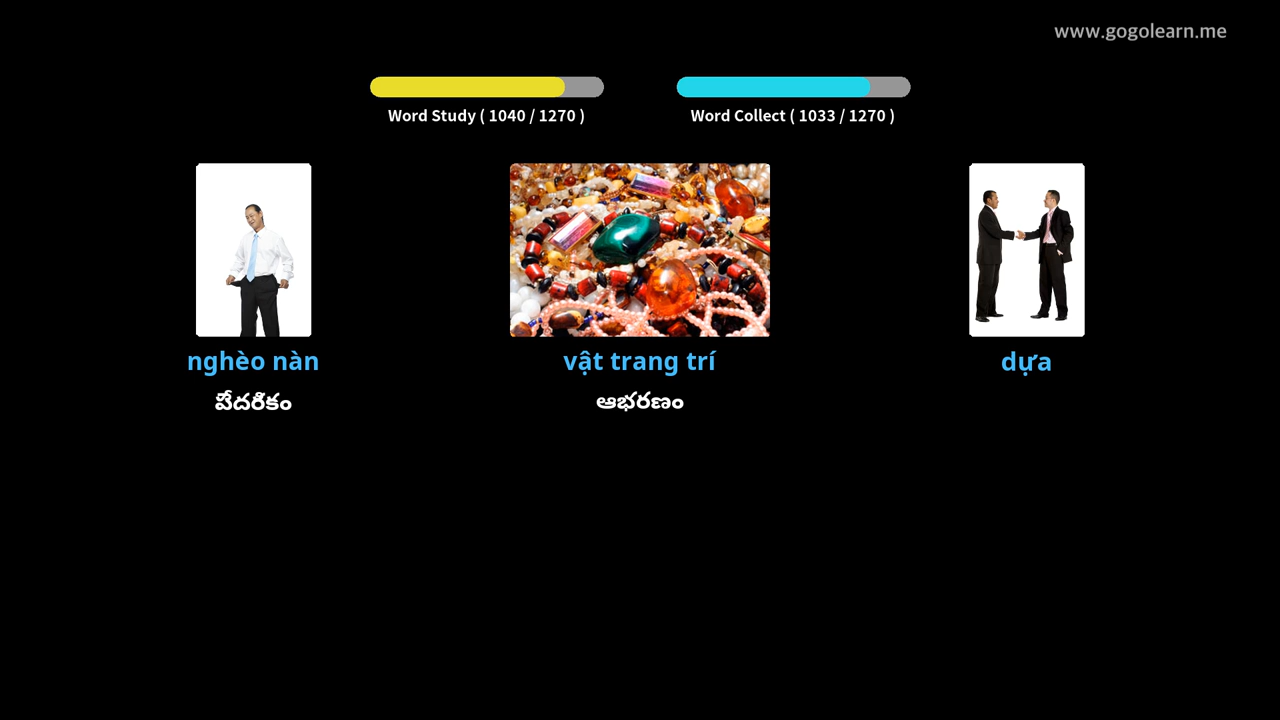 www.gogolearn.me
Word Study ( 1040 / 1270 )
Word Collect ( 1033 / 1270 )
nghèo nàn
పేదరికం
vật trang trí
ఆభరణం
dựa